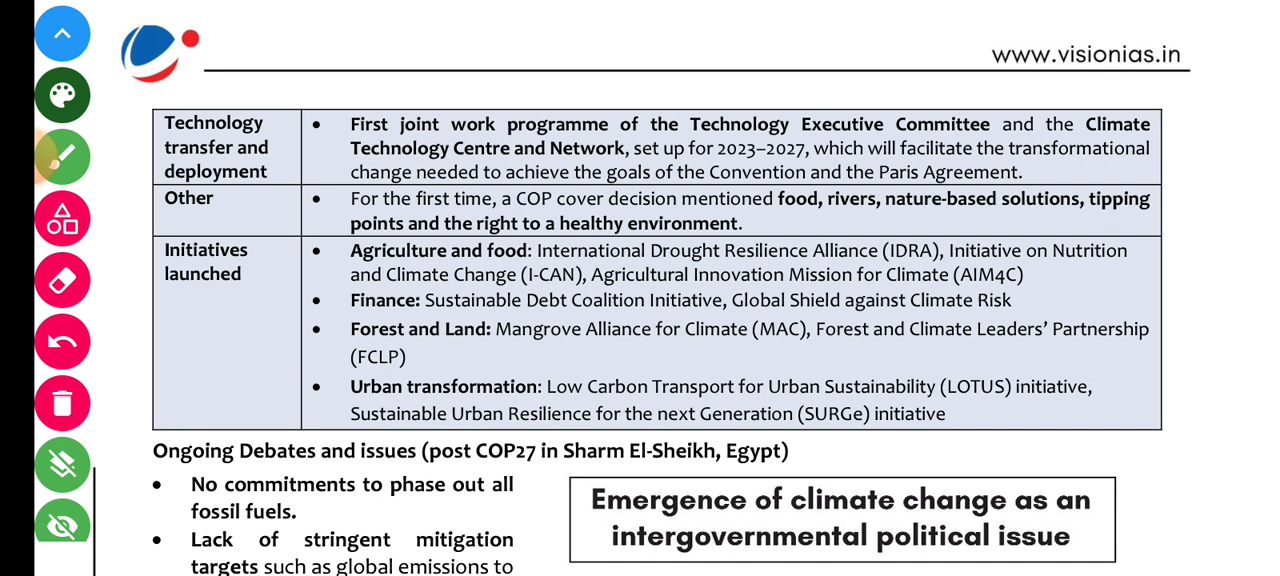 www.visionias.in
Technology
transfer and
deployment
• First joint work programme of the Technology Executive Committee and the Climate
Technology Centre and Network, set up for 2023–2027, which will facilitate the transformational
change needed to achieve the goals of the Convention and the Paris Agreement.
Other
• For the first time, a COP cover decision mentioned food, rivers, nature-based solutions, tipping
points and the right to a healthy environment.
Initiatives
launched
• Agriculture and food: International Drought Resilience Alliance (IDRA), Initiative on Nutrition
and Climate Change (I-CAN), Agricultural Innovation Mission for Climate (AIM4C)
• Finance: Sustainable Debt Coalition Initiative, Global Shield against Climate Risk
• Forest and Land: Mangrove Alliance for Climate (MAC), Forest and Climate Leaders’ Partnership
(FCLP)
• Urban transformation: Low Carbon Transport for Urban Sustainability (LOTUS) initiative,
Sustainable Urban Resilience for the next Generation (SURGe) initiative
Ongoing Debates and issues (post COP27 in Sharm El-Sheikh, Egypt)
• No commitments to phase out all
fossil fuels.
• Lack of stringent mitigation
targets such as global emissions to
Emergence of climate change as an
intergovernmental political issue